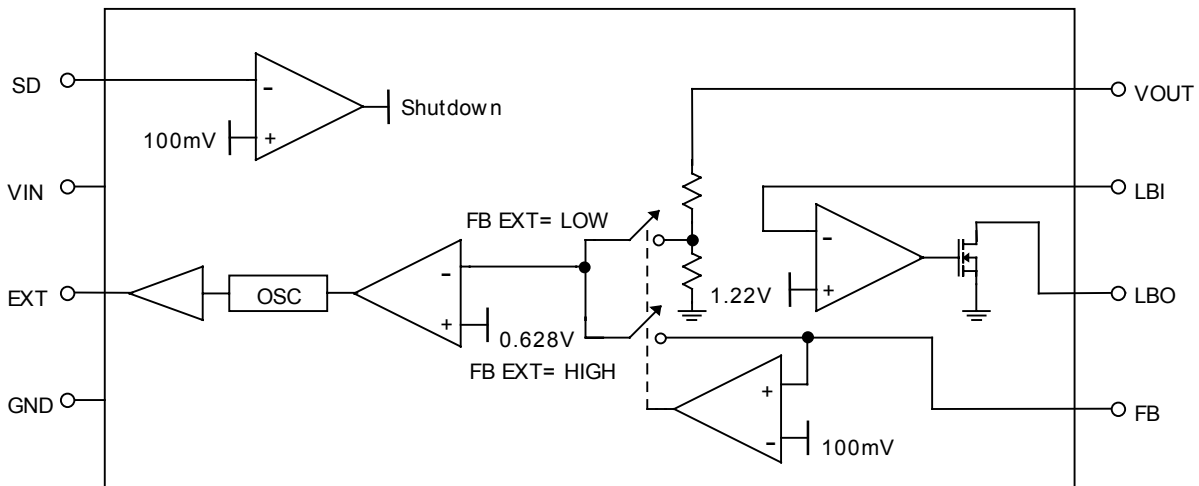 SD
-
100mV
+
Shutdown
VOUT
VIN
LBI
FB EXT= LOW
-
1.22V
+
EXT
OSC
-
+
0.628V
LBO
FB EXT= HIGH
GND
+
-
100mV
FB